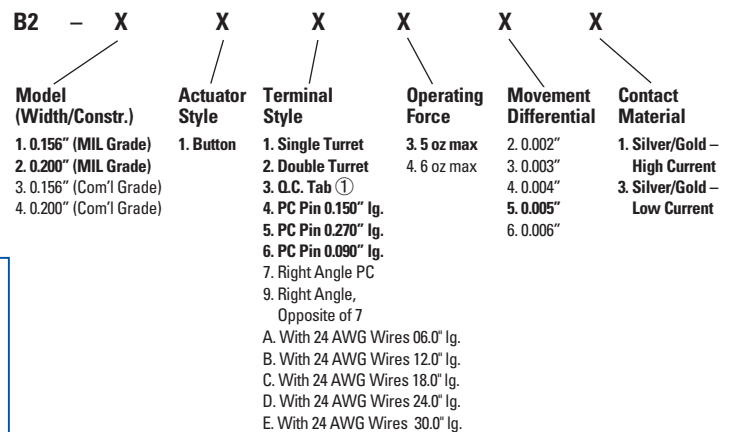 B2 – X X X X X X
Model
(Width/Constr.)
1. 0.156" (MIL Grade)
2. 0.200" (MIL Grade)
3. 0.156" (Com'l Grade)
4. 0.200" (Com'l Grade)
Actuator
Style
1. Button
Terminal
Style
1. Single Turret
2. Double Turret
3. Q.C. Tab ①
4. PC Pin 0.150" lg.
5. PC Pin 0.270" lg.
6. PC Pin 0.090" lg.
7. Right Angle PC
9. Right Angle,
Opposite of 7
A. With 24 AWG Wires 06.0" lg.
B. With 24 AWG Wires 12.0" lg.
C. With 24 AWG Wires 18.0" lg.
D. With 24 AWG Wires 24.0" lg.
E. With 24 AWG Wires 30.0" lg.
Operating
Force
3. 5 oz max
4. 6 oz max
Movement
Differential
2. 0.002"
3. 0.003"
4. 0.004"
5. 0.005"
6. 0.006"
Contact
Material
1. Silver/Gold –
High Current
3. Silver/Gold –
Low Current